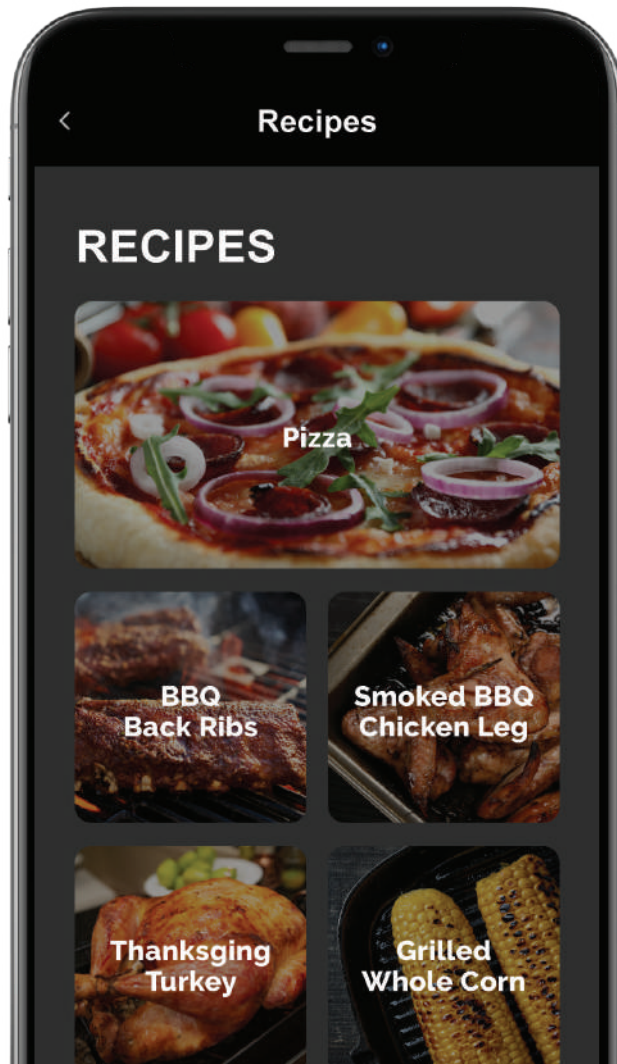 Recipes
RECIPES
Pizza
BBQ
Back Ribs
Smoked BBQ
Chicken Leg
Thanksging
Turkey
Grilled
Whole Corn